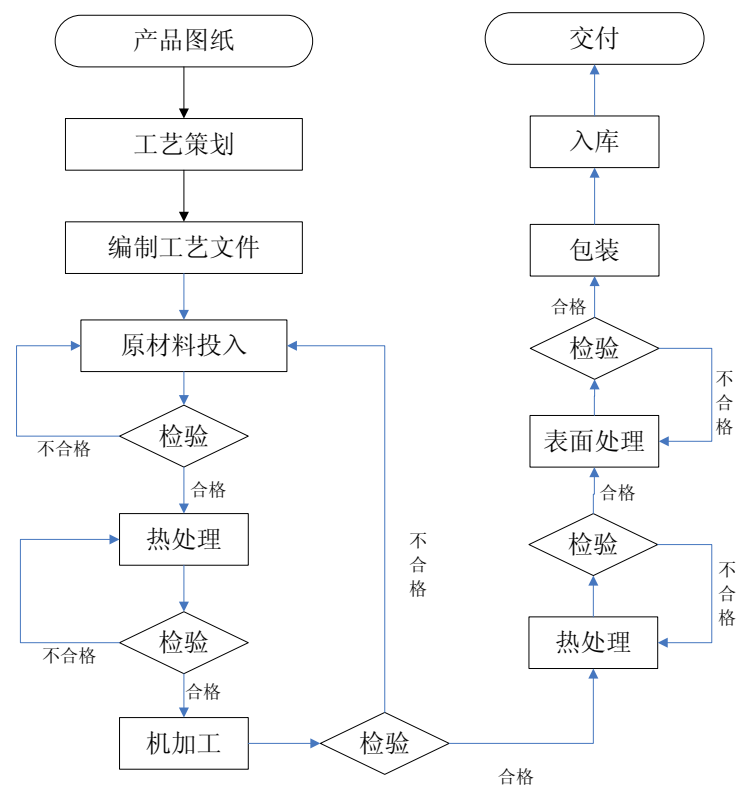 产品图纸
工艺策划
编制工艺文件
原材料投入
检验
不合格
合格
热处理
检验
不合格
合格
机加工
检验
不
合
格
合格
热处理
检验
不
合
格
合格
表面处理
检验
不
合
格
合格
包装
入库
交付